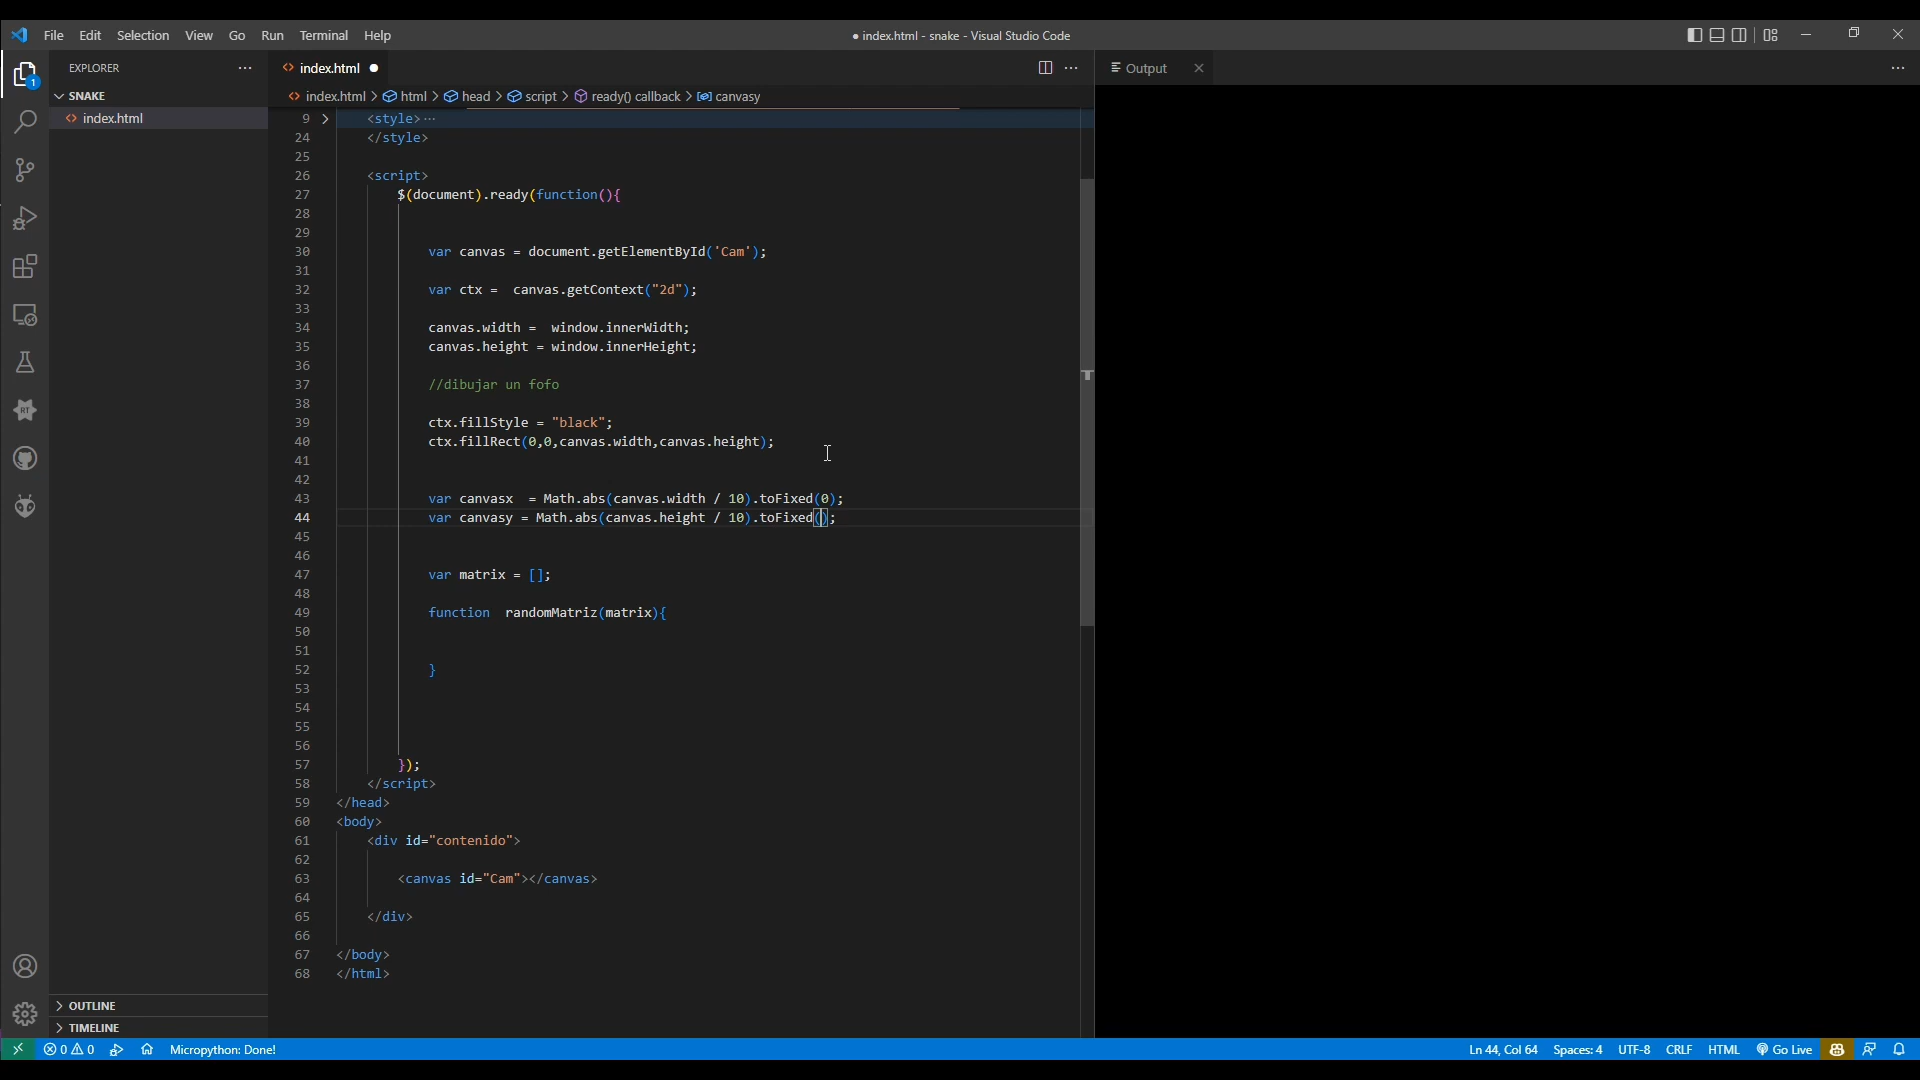 File Edit Selection View Go Run Terminal Help
● index.html - snake - Visual Studio Code
EXPLORER ···
SNAKE
<> index.html
1
RT
<> index.html ●
index.html > html > head > script > ready() callback > canvasy
9 <style>···
24 </style>
25
26 <script>
27 $(document).ready(function(){
28
29
30 var canvas = document.getElementById('Cam');
31
32 var ctx =  canvas.getContext("2d");
33
34 canvas.width =  window.innerWidth;
35 canvas.height = window.innerHeight;
36
37 //dibujar un fofo
38
39 ctx.fillStyle = "black";
40 ctx.fillRect(0,0,canvas.width,canvas.height);
41
42
43 var canvasx  = Math.abs(canvas.width / 10).toFixed(0);
44 var canvasy = Math.abs(canvas.height / 10).toFixed();
45
46
47 var matrix = [];
48
49 function  randomMatriz(matrix){
50
51
52 }
53
54
55
56
57 });
58 </script>
59 </head>
60 <body>
61 <div id="contenido">
62
63 <canvas id="Cam"></canvas>
64
65 </div>
66
67 </body>
68 </html>
Output
OUTLINE
TIMELINE
0 0 Micropython: Done!
Ln 44, Col 64 Spaces: 4 UTF-8 CRLF HTML Go Live